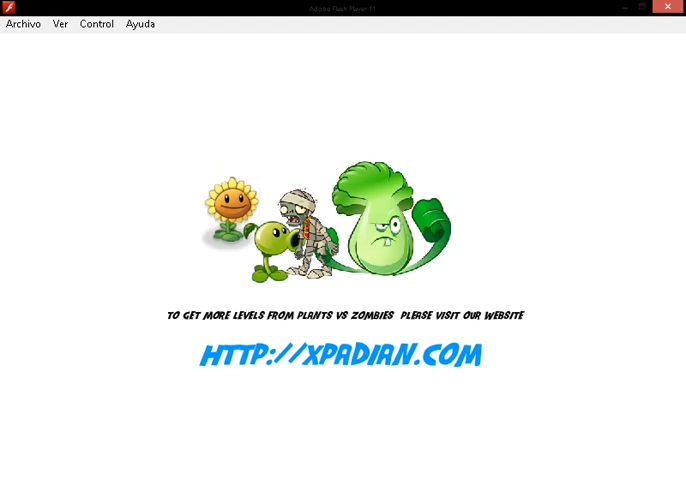 Adobe Flash Player 11
Archivo Ver Control Ayuda
TO GET MORE LEVELS FROM PLANTS VS ZOMBIES PLEASE VISIT OUR WEBSITE
HTTP://XPADIAN.COM